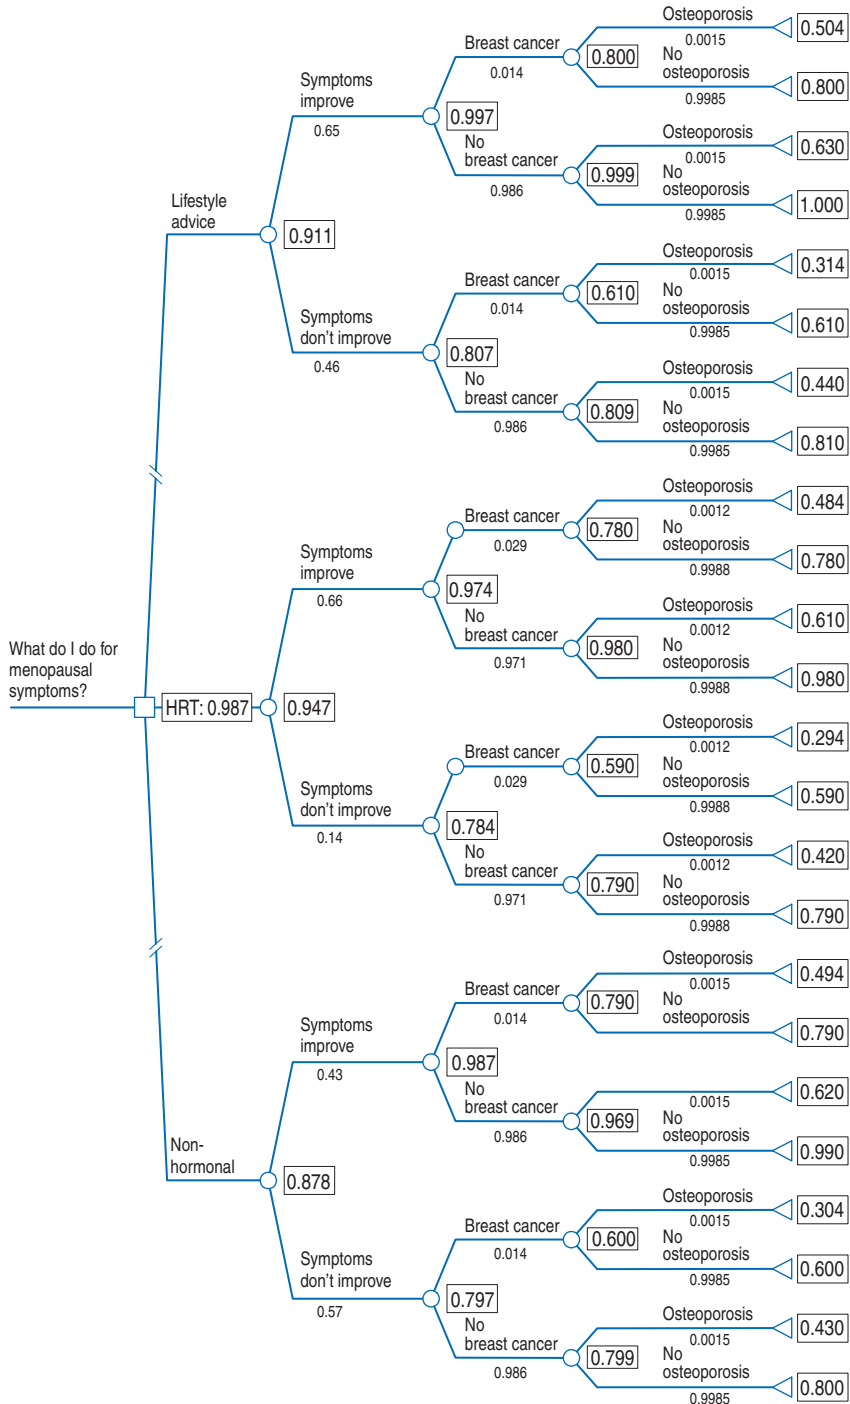 Osteoporosis
0.504
0.0015
Breast cancer
0.800
0.014
No
osteoporosis
0.800
0.9985
Symptoms
improve
0.997
0.65
Osteoporosis
0.630
0.0015
No
breast cancer
0.999
0.986
No
osteoporosis
1.000
0.9985
Lifestyle
advice
0.911
Osteoporosis
0.314
0.0015
Breast cancer
0.610
0.014
No
osteoporosis
0.610
0.9985
Symptoms
don't improve
0.807
0.46
Osteoporosis
0.440
0.0015
No
breast cancer
0.809
0.986
No
osteoporosis
0.810
0.9985
Osteoporosis
0.484
0.0012
Breast cancer
0.780
0.029
No
osteoporosis
0.780
0.9988
Symptoms
improve
0.974
0.66
Osteoporosis
0.610
0.0012
No
breast cancer
0.980
0.971
No
osteoporosis
0.980
0.9988
What do I do for
menopausal
symptoms?
HRT: 0.987
0.947
Osteoporosis
0.294
0.0012
Breast cancer
0.590
0.029
No
osteoporosis
0.590
0.9988
Symptoms
don't improve
0.784
0.14
Osteoporosis
0.420
0.0012
No
breast cancer
0.790
0.971
No
osteoporosis
0.790
0.9988
Osteoporosis
0.494
0.0015
Breast cancer
0.790
0.014
No
osteoporosis
0.790
Symptoms
improve
0.987
0.43
0.620
0.0015
No
breast cancer
0.969
0.986
No
osteoporosis
0.990
0.9985
Non-
hormonal
0.878
Osteoporosis
0.304
0.0015
Breast cancer
0.600
0.014
No
osteoporosis
0.600
0.9985
Symptoms
don't improve
0.797
0.57
Osteoporosis
0.430
0.0015
No
breast cancer
0.799
0.986
No
osteoporosis
0.800
0.9985